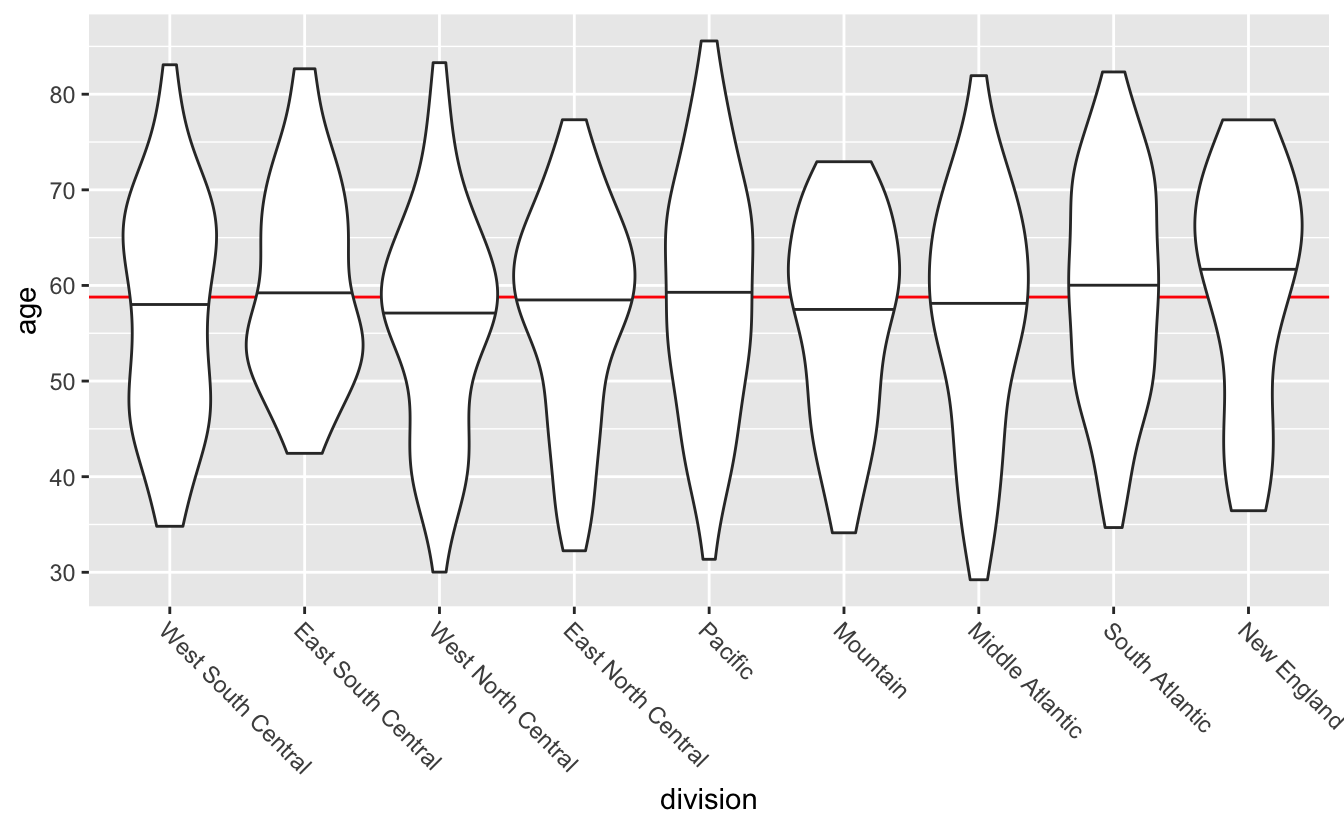 age
80
70
60
50
40
30
West South Central
East South Central
West North Central
East North Central
Pacific
Mountain
Middle Atlantic
South Atlantic
New England
division